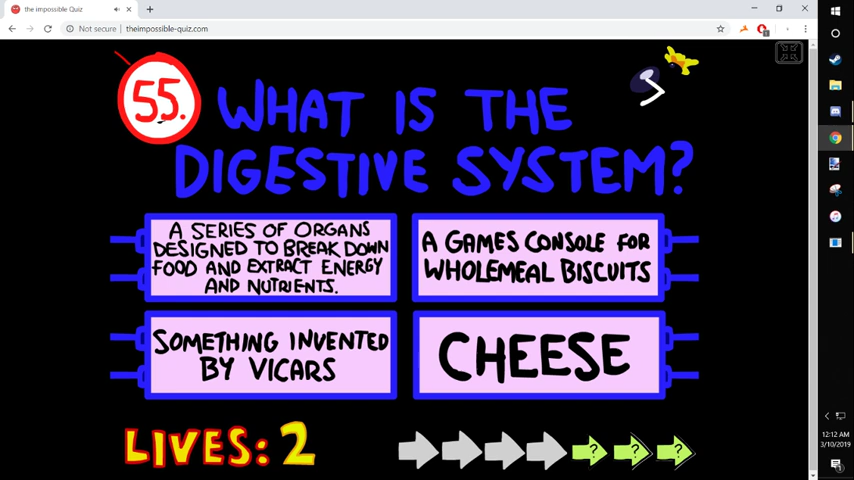 the impossible Quiz
Not secure
theimpossible-quiz.com
55.
WHAT IS THE
DIGESTIVE SYSTEM?
A SERIES OF ORGANS
DESIGNED TO BREAK DOWN
FOOD AND EXTRACT ENERGY
AND NUTRIENTS.
A GAMES CONSOLE FOR
WHOLEMEAL BISCUITS
SOMETHING INVENTED
BY VICARS
CHEESE
LIVES: 2
? ? ?
12:12 AM
3/10/2019